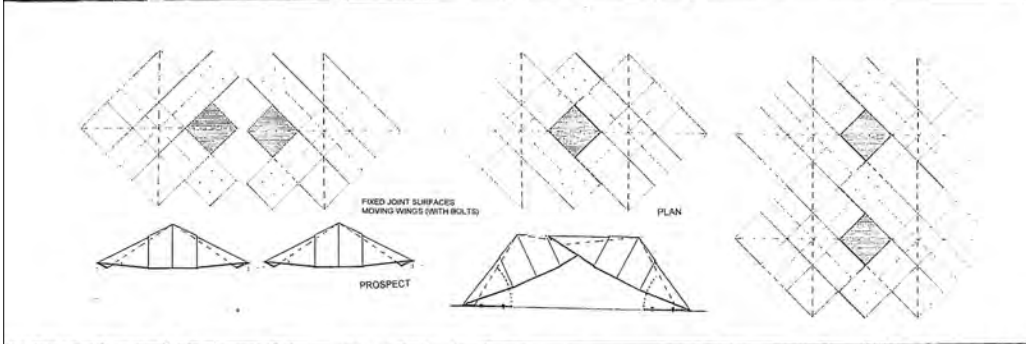 FIXED JOINT SURFACES
MOVING WINGS (WITH BOLTS)
PLAN
PROSPECT